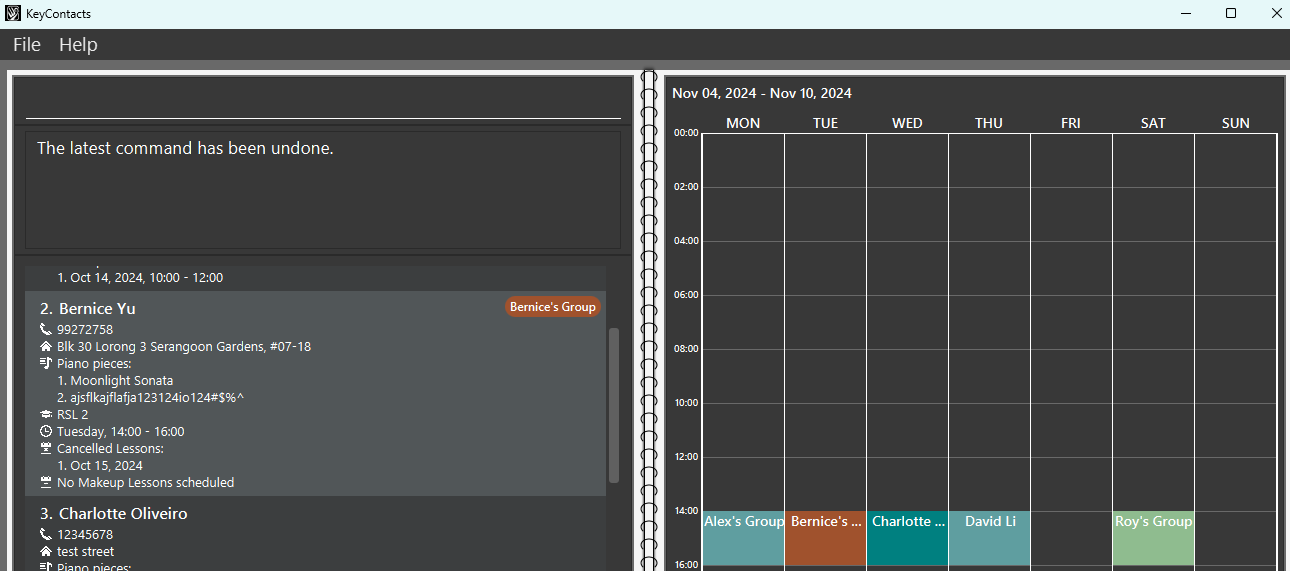 KeyContacts
File Help
The latest command has been undone.
1. Oct 14, 2024, 10:00 - 12:00
2. Bernice Yu
Bernice's Group
99272758
Blk 30 Lorong 3 Serangoon Gardens, #07-18
Piano pieces:
1. Moonlight Sonata
2. ajsflkajflafja123124io124#$%^
RSL 2
Tuesday, 14:00 - 16:00
Cancelled Lessons:
1. Oct 15, 2024
No Makeup Lessons scheduled
3. Charlotte Oliveiro
12345678
test street
Piano pieces:
Nov 04, 2024 - Nov 10, 2024
MON TUE WED THU FRI SAT SUN
00:00
02:00
04:00
06:00
08:00
10:00
12:00
14:00
Alex's Group Bernice's ... Charlotte ... David Li Roy's Group
16:00